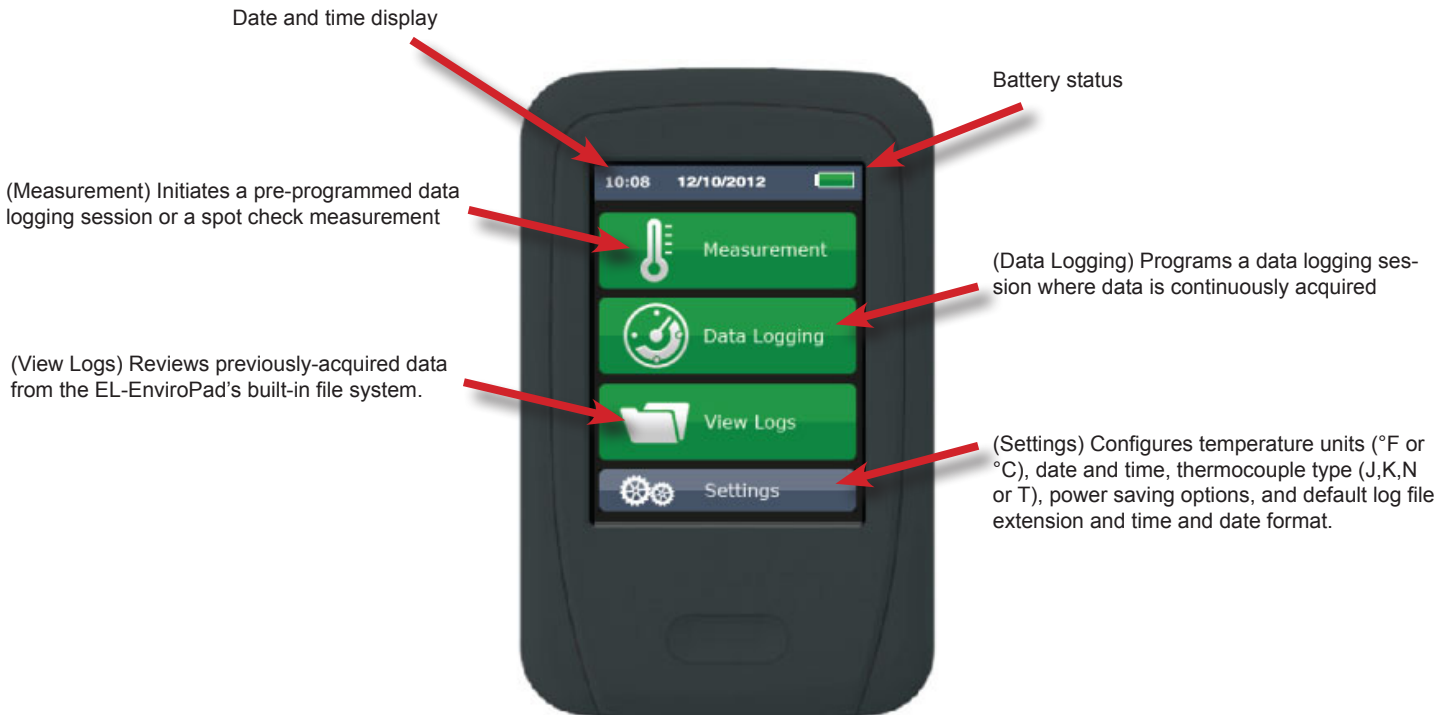 Date and time display
Battery status
(Measurement) Initiates a pre-programmed data
logging session or a spot check measurement
10:08 12/10/2012
Measurement
(Data Logging) Programs a data logging ses-
sion where data is continuously acquired
Data Logging
(View Logs) Reviews previously-acquired data
from the EL-EnviroPad's built-in file system.
View Logs
(Settings) Configures temperature units (°F or
°C), date and time, thermocouple type (J,K,N
or T), power saving options, and default log file
extension and time and date format.
Settings